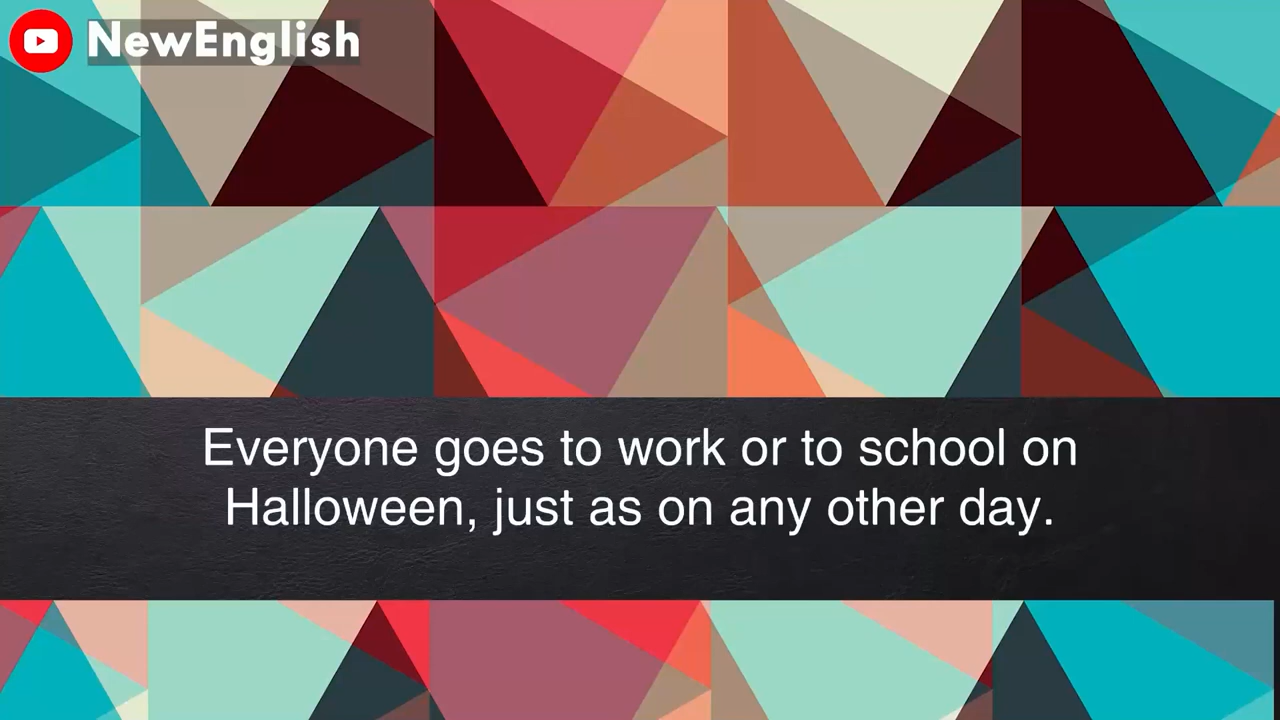 NewEnglish
Everyone goes to work or to school on
Halloween, just as on any other day.